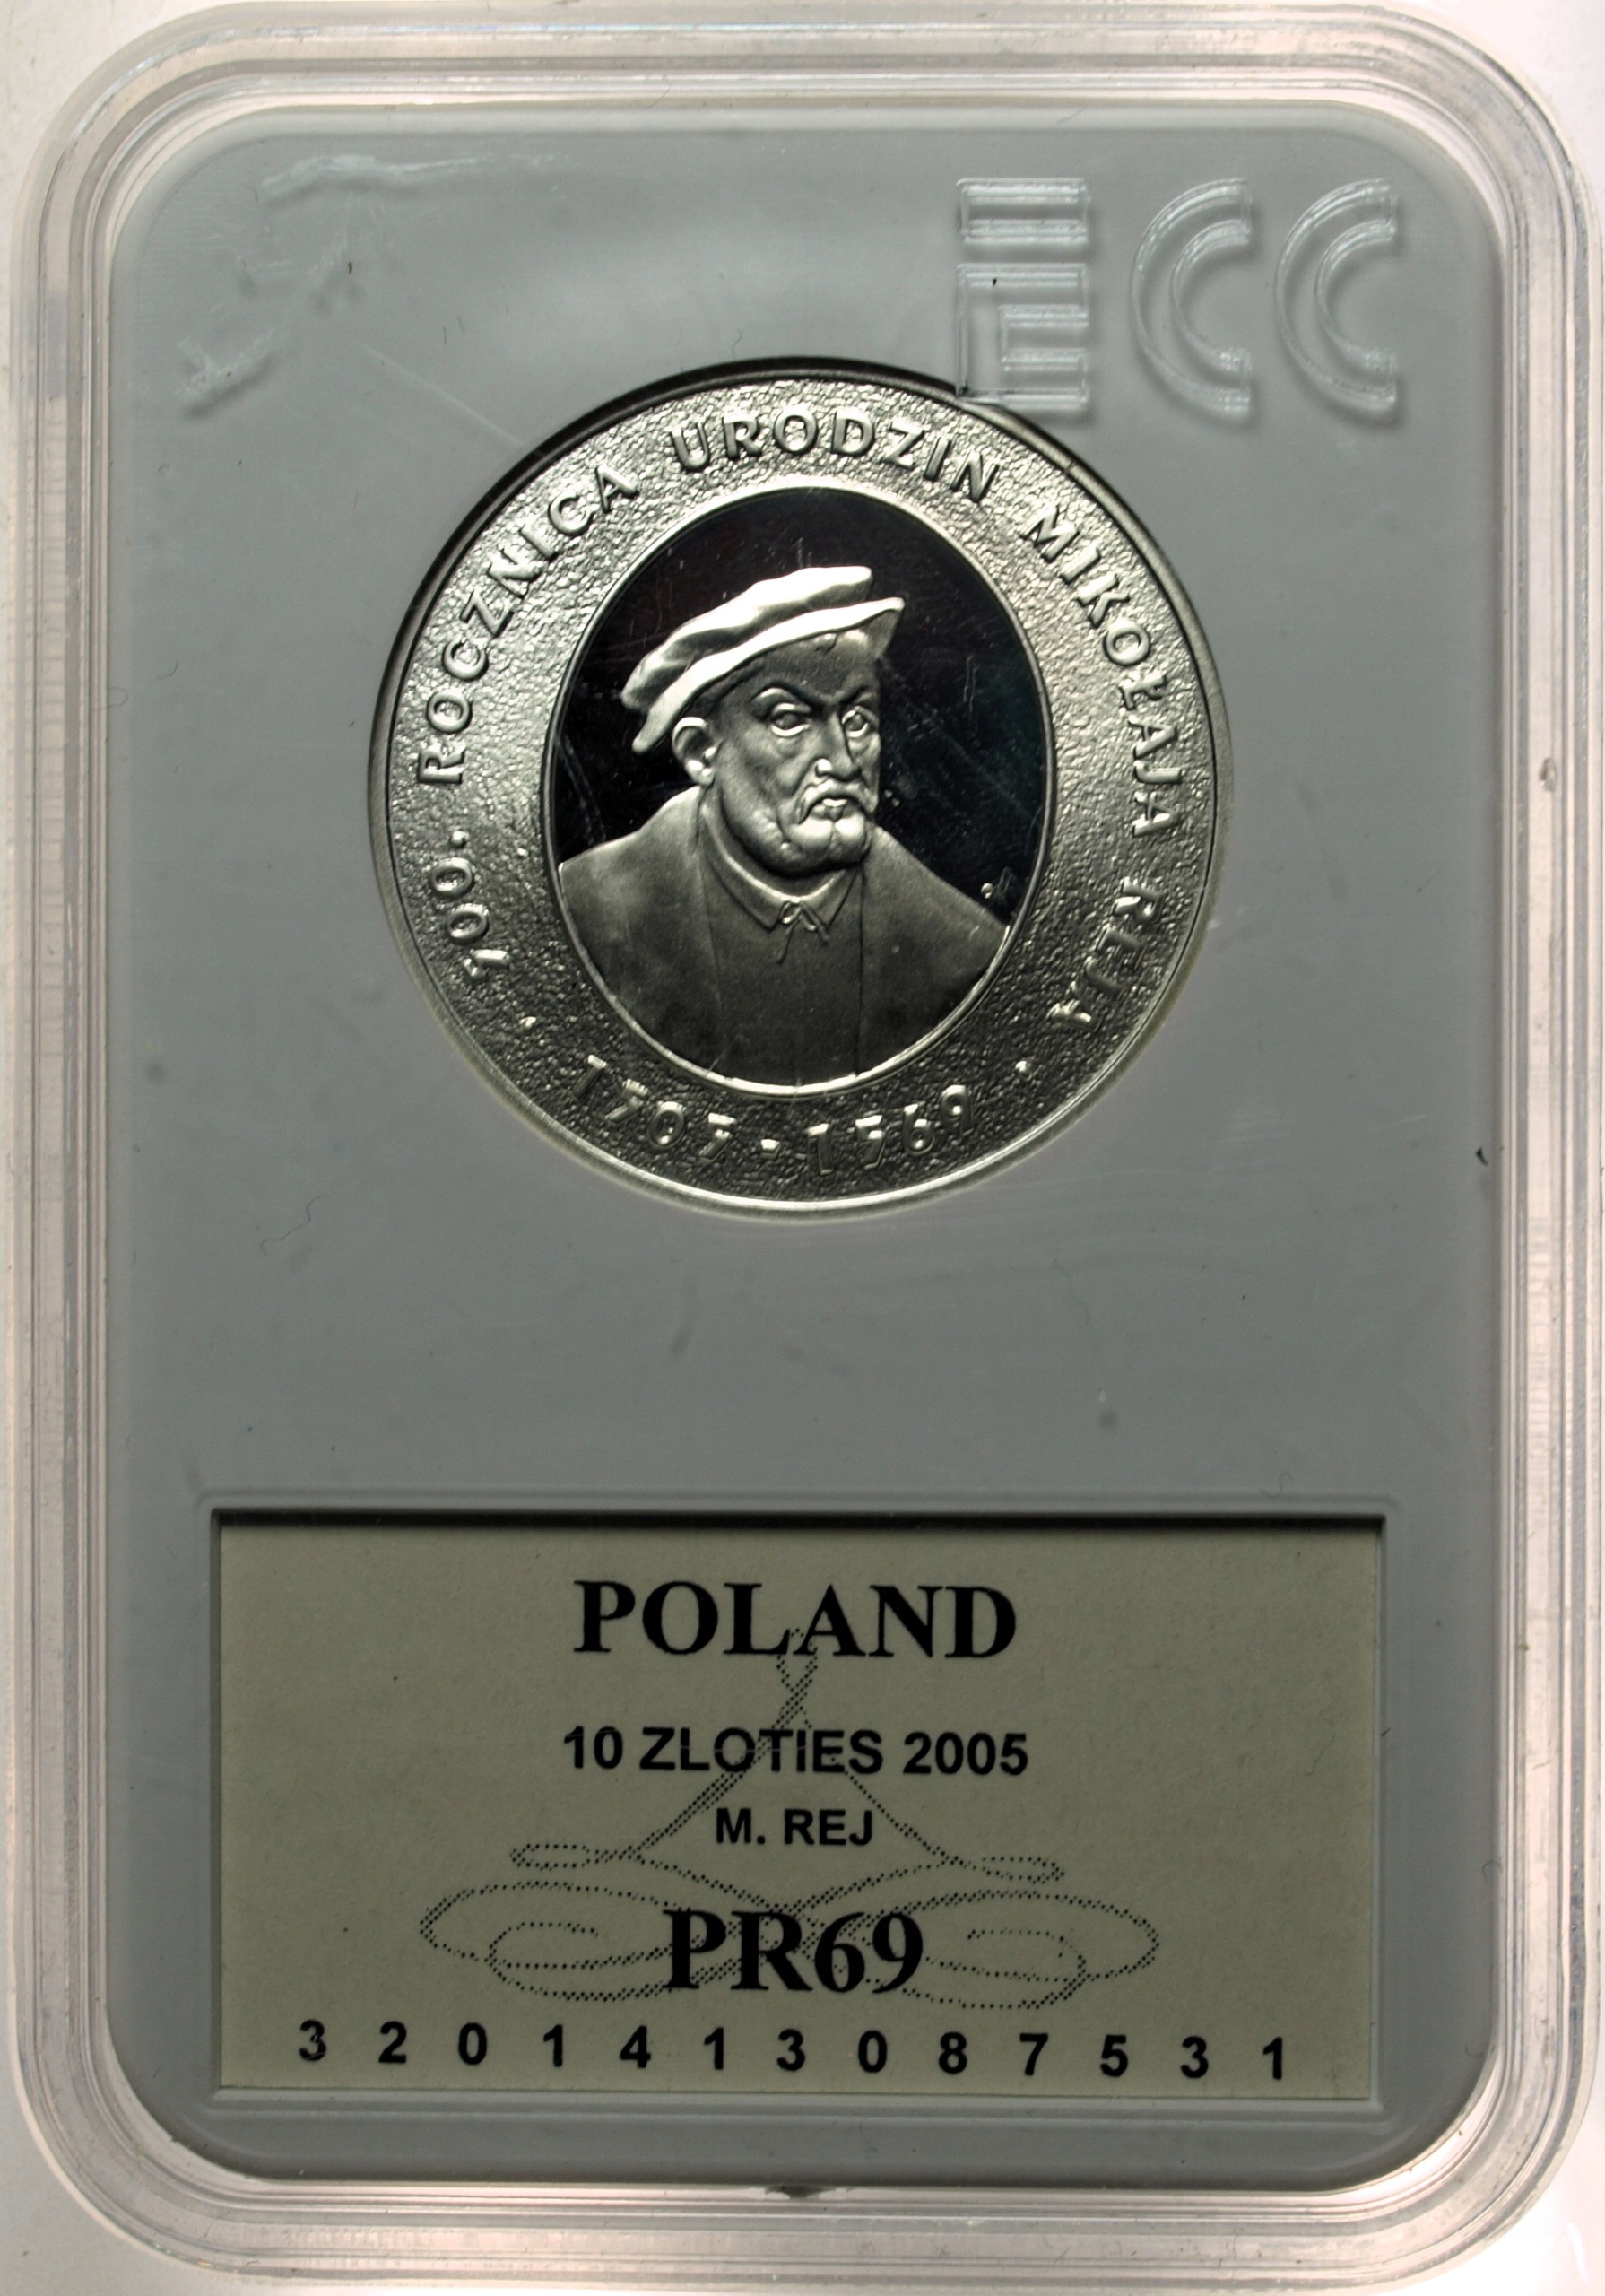 ECC
500. ROCZNICA URODZIN MIKOŁAJA REJA
· 1505 - 1569 ·
POLAND
10 ZLOTIES 2005
M. REJ
PR69
3 2 0 1 4 1 3 0 8 7 5 3 1